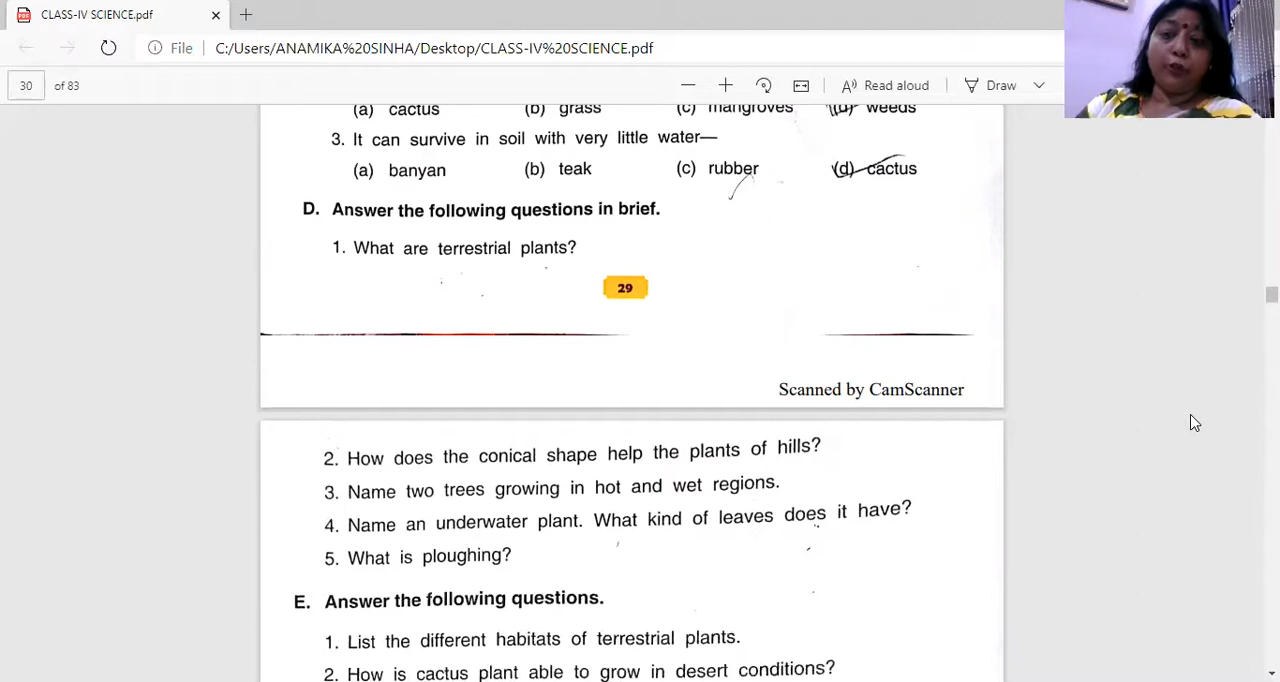 CLASS-IV SCIENCE.pdf
File C:/Users/ANAMIKA%20SINHA/Desktop/CLASS-IV%20SCIENCE.pdf
30 of 83 Read aloud Draw
(a) cactus (b) grass (c) mangroves (d) weeds
3. It can survive in soil with very little water—
(a) banyan (b) teak (c) rubber (d) cactus
D. Answer the following questions in brief.
1. What are terrestrial plants?
29
Scanned by CamScanner
2. How does the conical shape help the plants of hills?
3. Name two trees growing in hot and wet regions.
4. Name an underwater plant. What kind of leaves does it have?
5. What is ploughing?
E. Answer the following questions.
1. List the different habitats of terrestrial plants.
2. How is cactus plant able to grow in desert conditions?